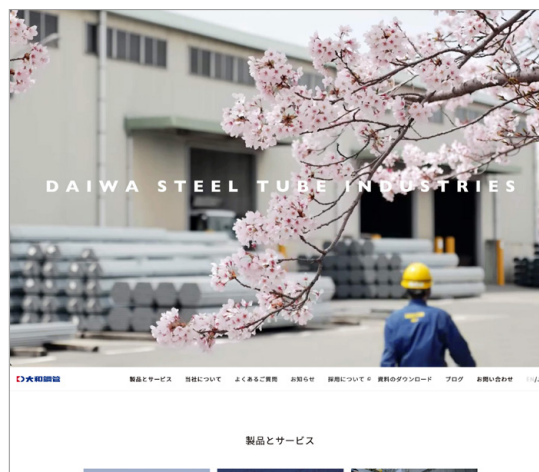 DAIWA STEEL TUBE INDUSTRIES
大和鋼管 製品とサービス 当社について よくあるご質問 お知らせ 採用について 資料のダウンロード ブログ お問い合わせ EN/
製品とサービス